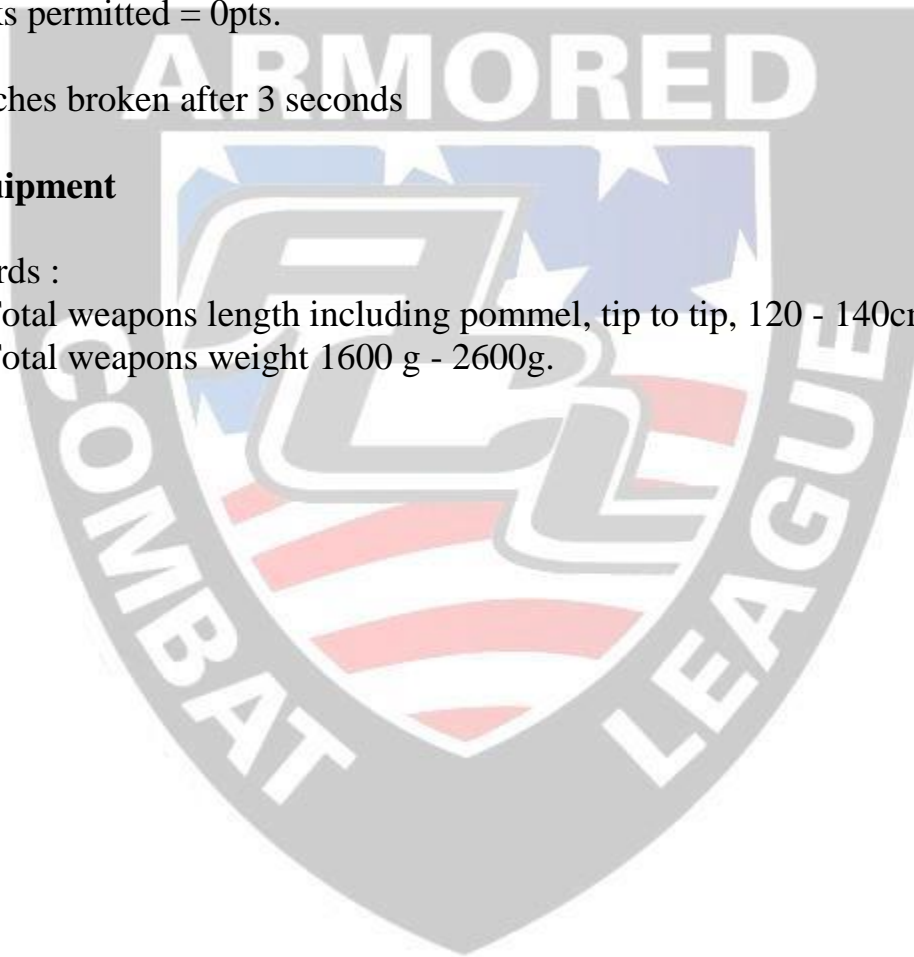 ks permitted = 0pts.
ches broken after 3 seconds
uipment
rds :
Total weapons length including pommel, tip to tip, 120 - 140cm
Total weapons weight 1600 g - 2600g.
ARMORED
COMBAT
LEAGUE